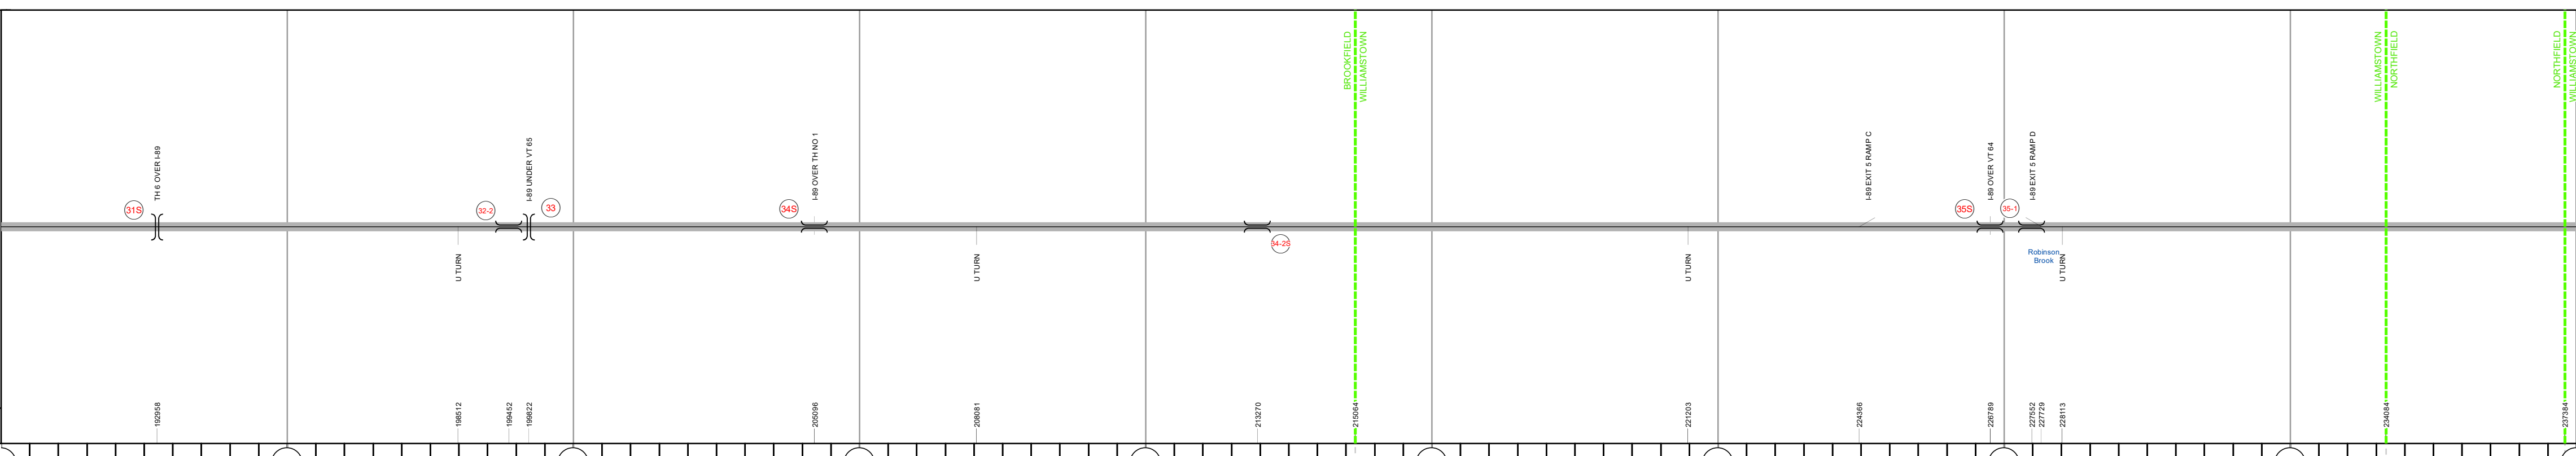 BROOKFIELD
WILLIAMSTOWN
WILLIAMSTOWN
NORTHFIELD
NORTHFIELD
WILLIAMSTOWN
TH 6 OVER I-89
I-89 UNDER VT 65
I-89 OVER TH NO 1
I-89 EXIT 5 RAMP C
I-89 OVER VT 64
I-89 EXIT 5 RAMP D
31S
32-2
33
34S
34-2S
35S
35-1
U TURN
U TURN
U TURN
Robinson
Brook
U TURN
192958
198512
199452
199822
205096
208081
213270
215064
221203
224366
226789
227552
227729
228113
234084
237384